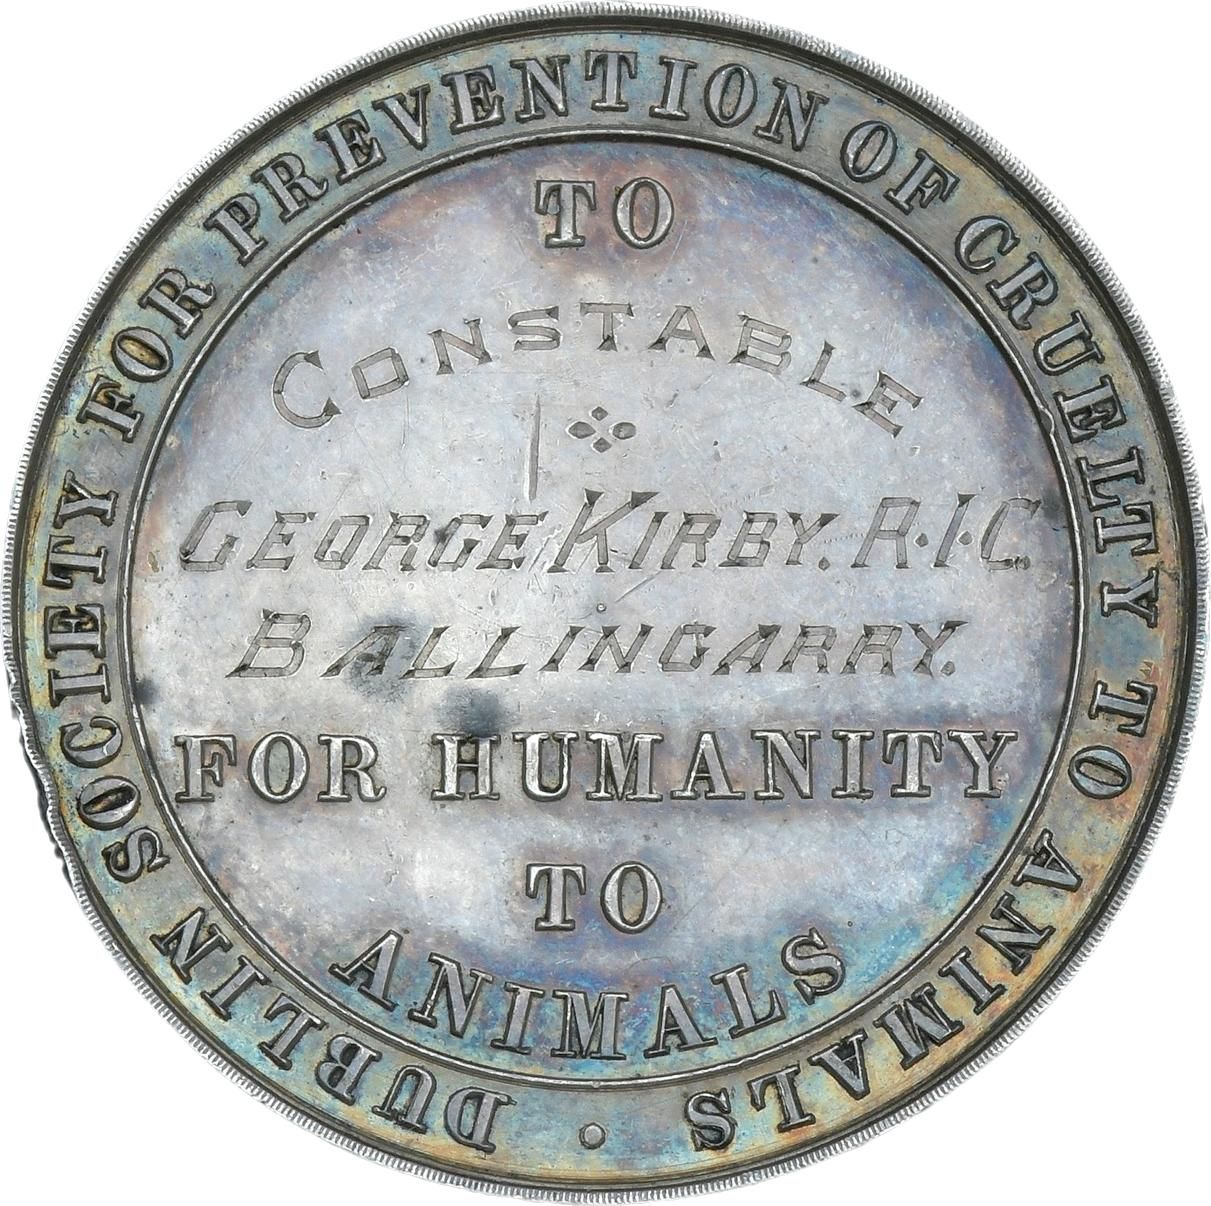 DUBLIN SOCIETY FOR PREVENTION OF CRUELTY TO ANIMALS
TO
CONSTABLE
GEORGE KIRBY. R.I.C.
BALLINGARRY.
FOR HUMANITY
TO
ANIMALS